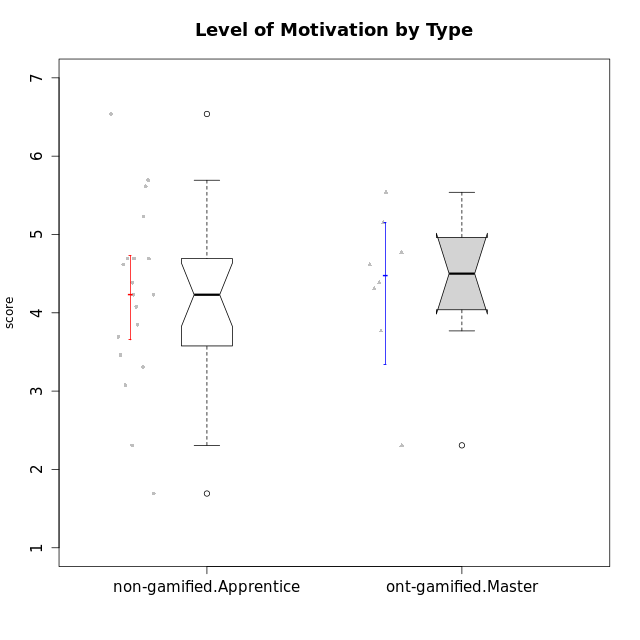 Level of Motivation by Type
score
7
6
5
4
3
2
1
non-gamified.Apprentice
ont-gamified.Master